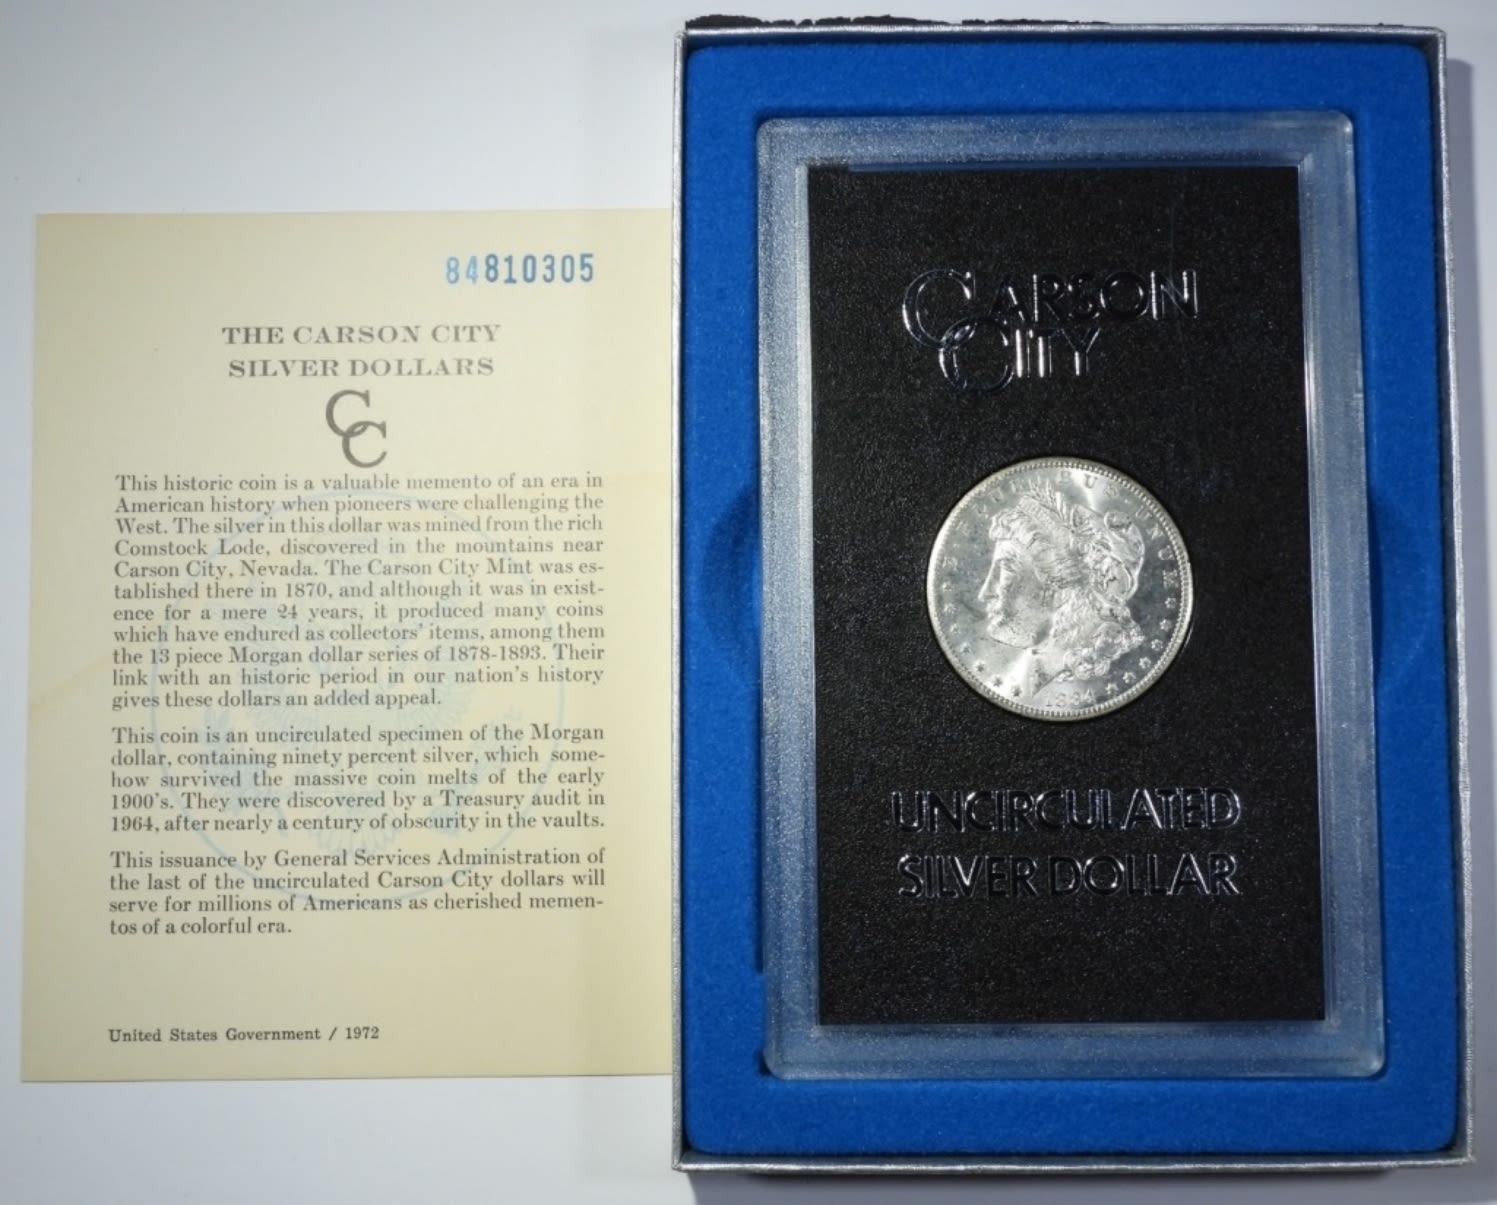 84810305
THE CARSON CITY
SILVER DOLLARS
CC
This historic coin is a valuable memento of an era in
American history when pioneers were challenging the
West. The silver in this dollar was mined from the rich
Comstock Lode, discovered in the mountains near
Carson City, Nevada. The Carson City Mint was es-
tablished there in 1870, and although it was in exist-
ence for a mere 24 years, it produced many coins
which have endured as collectors' items, among them
the 13 piece Morgan dollar series of 1878-1893. Their
link with an historic period in our nation's history
gives these dollars an added appeal.
This coin is an uncirculated specimen of the Morgan
dollar, containing ninety percent silver, which some-
how survived the massive coin melts of the early
1900's. They were discovered by a Treasury audit in
1964, after nearly a century of obscurity in the vaults.
This issuance by General Services Administration of
the last of the uncirculated Carson City dollars will
serve for millions of Americans as cherished memen-
tos of a colorful era.
United States Government / 1972
CARSON
CITY
E PLURIBUS UNUM
1884
UNCIRCULATED
SILVER DOLLAR